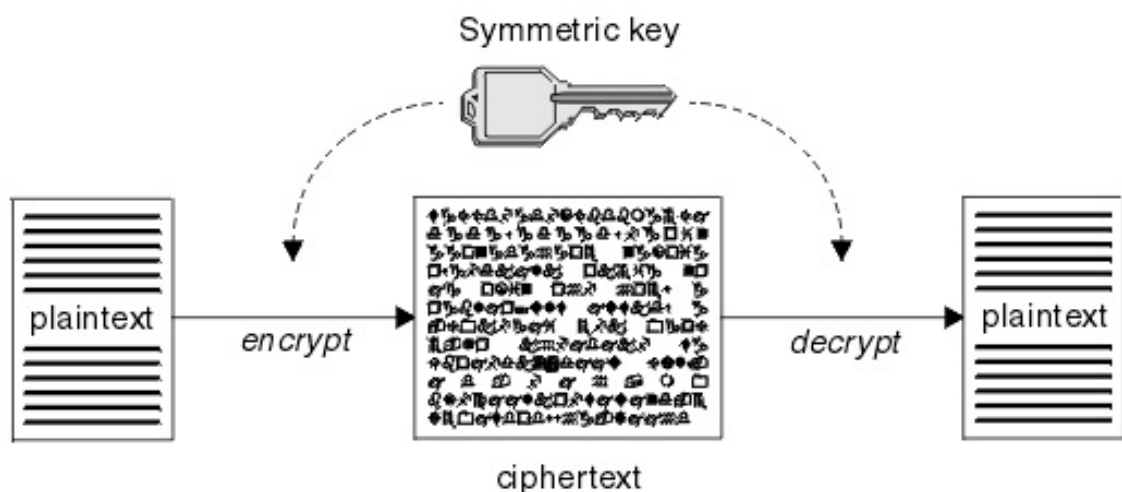 Symmetric key
plaintext
encrypt
decrypt
plaintext
ciphertext